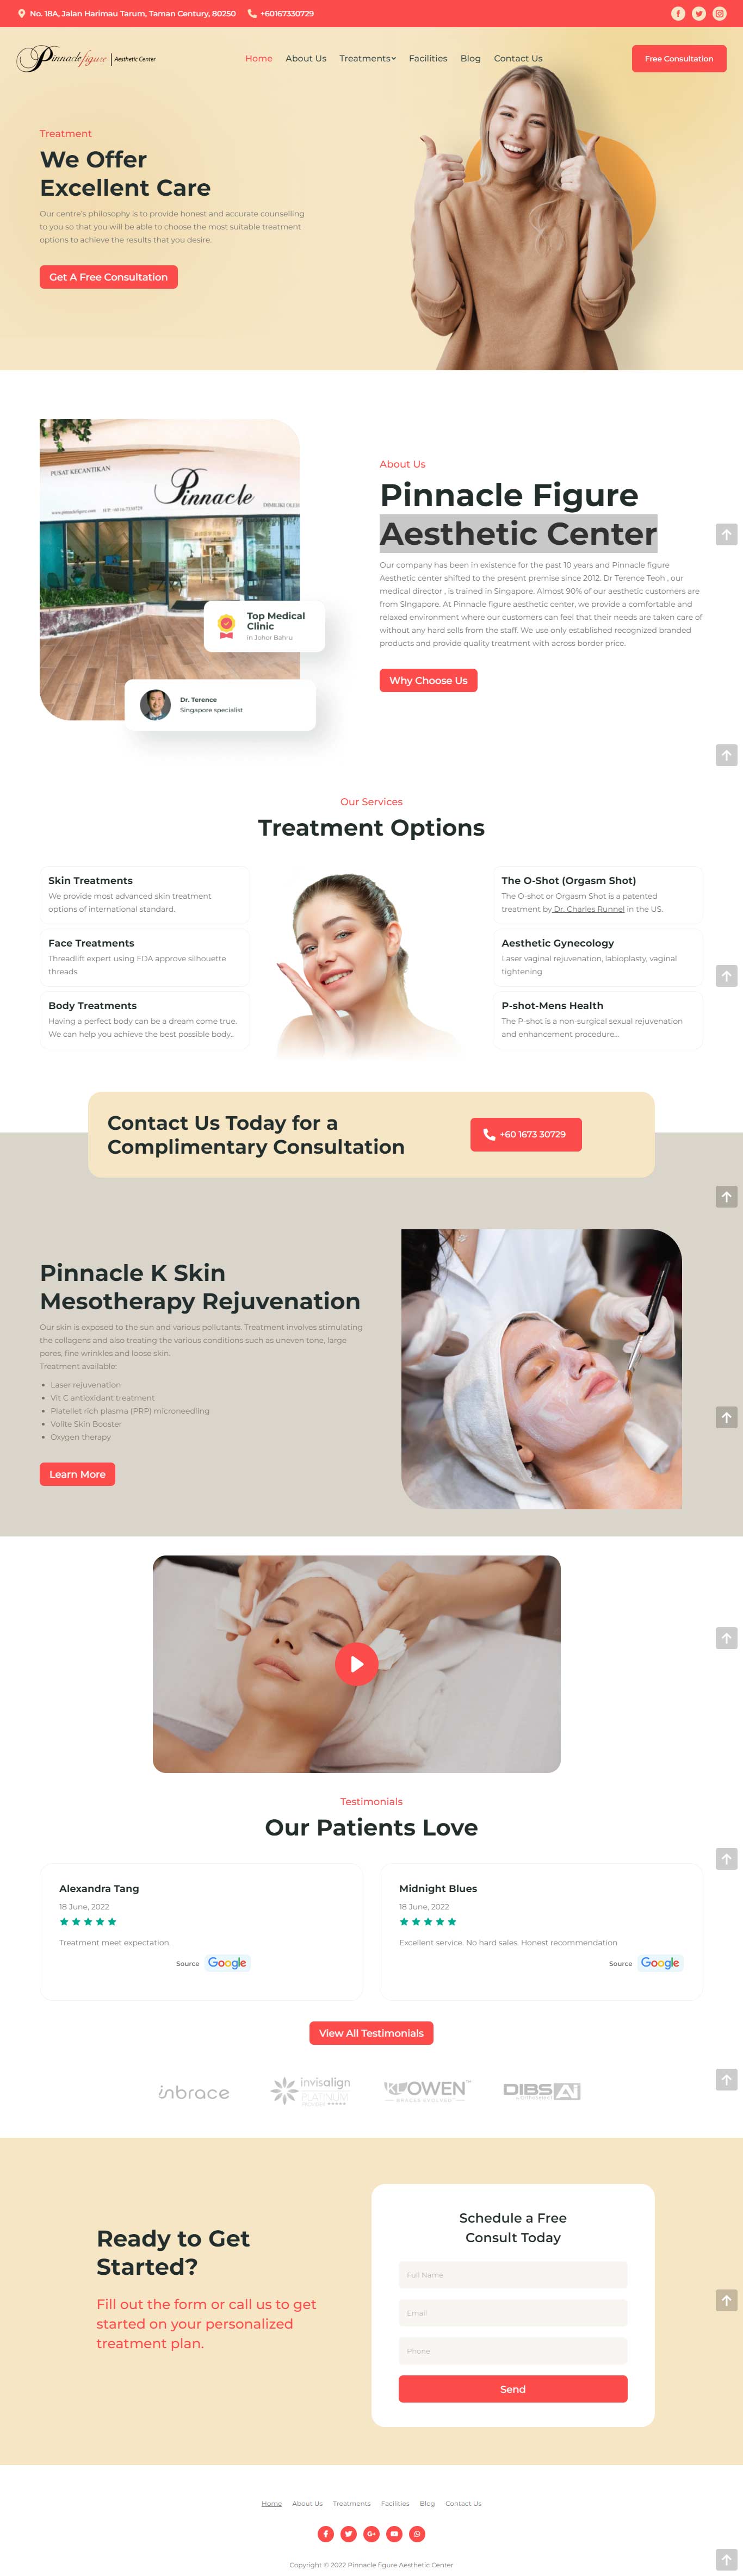 No. 18A, Jalan Harimau Tarum, Taman Century, 80250
+60167330729
Pinnacle figure | Aesthetic Center
Home
About Us
Treatments
Facilities
Blog
Contact Us
Free Consultation
Treatment
We Offer
Excellent Care
Our centre's philosophy is to provide honest and accurate counselling
to you so that you will be able to choose the most suitable treatment
options to achieve the results that you desire.
Get A Free Consultation
PUSAT KECANTIKAN
Pinnacle
About Us
Pinnacle Figure
Aesthetic Center
Our company has been in existence for the past 10 years and Pinnacle figure
Aesthetic center shifted to the present premise since 2012. Dr Terence Teoh , our
medical director , is trained in Singapore. Almost 90% of our aesthetic customers are
from SIngapore. At Pinnacle figure aesthetic center, we provide a comfortable and
relaxed environment where our customers can feel that their needs are taken care of
without any hard sells from the staff. We use only established recognized branded
products and provide quality treatment with across border price.
Why Choose Us
Top Medical
Clinic
in Johor Bahru
Dr. Terence
Singapore specialist
Our Services
Treatment Options
Skin Treatments
We provide most advanced skin treatment
options of international standard.
Face Treatments
Threadlift expert using FDA approve silhouette
threads
Body Treatments
Having a perfect body can be a dream come true.
We can help you achieve the best possible body..
The O-Shot (Orgasm Shot)
The O-shot or Orgasm Shot is a patented
treatment by Dr. Charles Runnel in the US.
Aesthetic Gynecology
Laser vaginal rejuvenation, labioplasty, vaginal
tightening
P-shot-Mens Health
The P-shot is a non-surgical sexual rejuvenation
and enhancement procedure...
Contact Us Today for a
Complimentary Consultation
+60 1673 30729
Pinnacle K Skin
Mesotherapy Rejuvenation
Our skin is exposed to the sun and various pollutants. Treatment involves stimulating
the collagens and also treating the various conditions such as uneven tone, large
pores, fine wrinkles and loose skin.
Treatment available:
Laser rejuvenation
Vit C antioxidant treatment
Platellet rich plasma (PRP) microneedling
Volite Skin Booster
Oxygen therapy
Learn More
Testimonials
Our Patients Love
Alexandra Tang
18 June, 2022
Treatment meet expectation.
Source Google
Midnight Blues
18 June, 2022
Excellent service. No hard sales. Honest recommendation
Source Google
View All Testimonials
inbrace
invisalign
PLATINUM
KLOWEN™
BRACES EVOLVED™
DIBS AI
Ready to Get
Started?
Fill out the form or call us to get
started on your personalized
treatment plan.
Schedule a Free
Consult Today
Full Name
Email
Phone
Send
Home
About Us
Treatments
Facilities
Blog
Contact Us
Copyright © 2022 Pinnacle figure Aesthetic Center